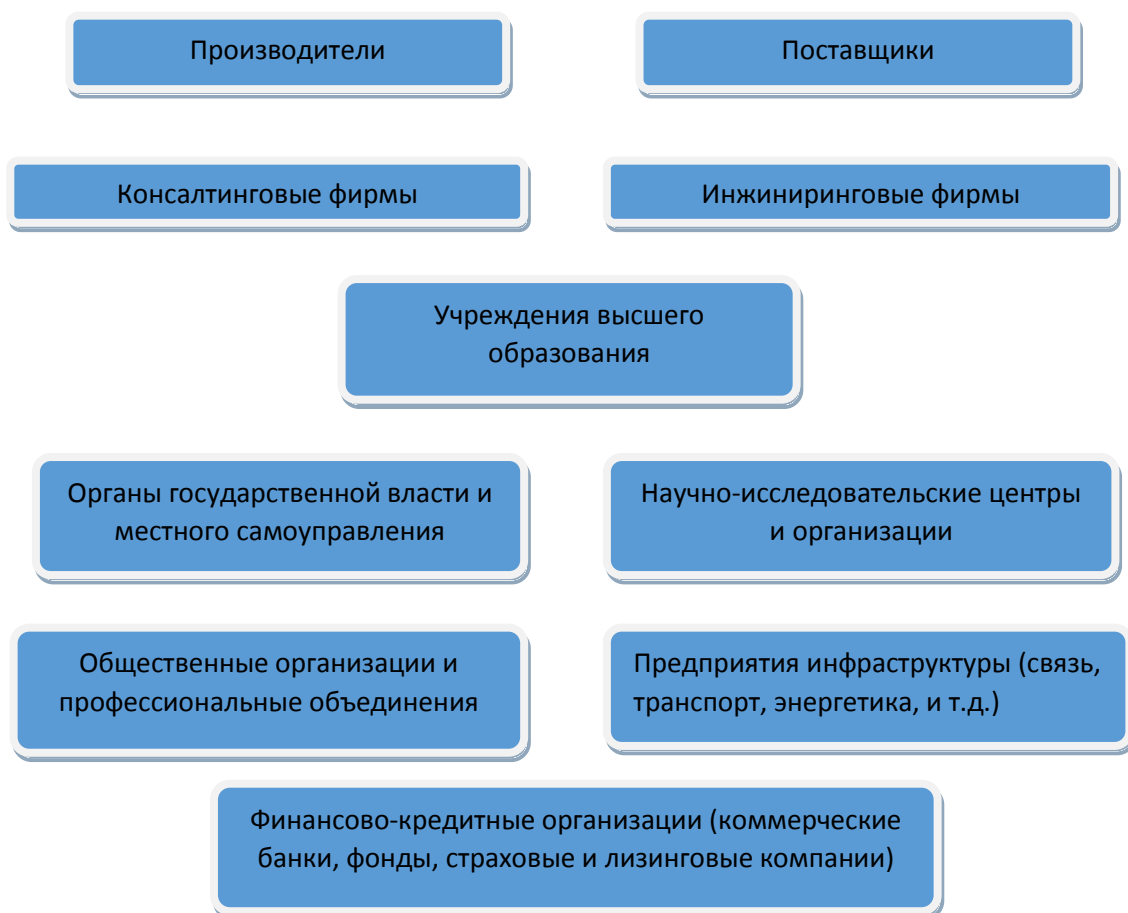 Производители
Поставщики
Консалтинговые фирмы
Инжиниринговые фирмы
Учреждения высшего
образования
Органы государственной власти и
местного самоуправления
Научно-исследовательские центры
и организации
Общественные организации и
профессиональные объединения
Предприятия инфраструктуры (связь,
транспорт, энергетика, и т.д.)
Финансово-кредитные организации (коммерческие
банки, фонды, страховые и лизинговые компании)